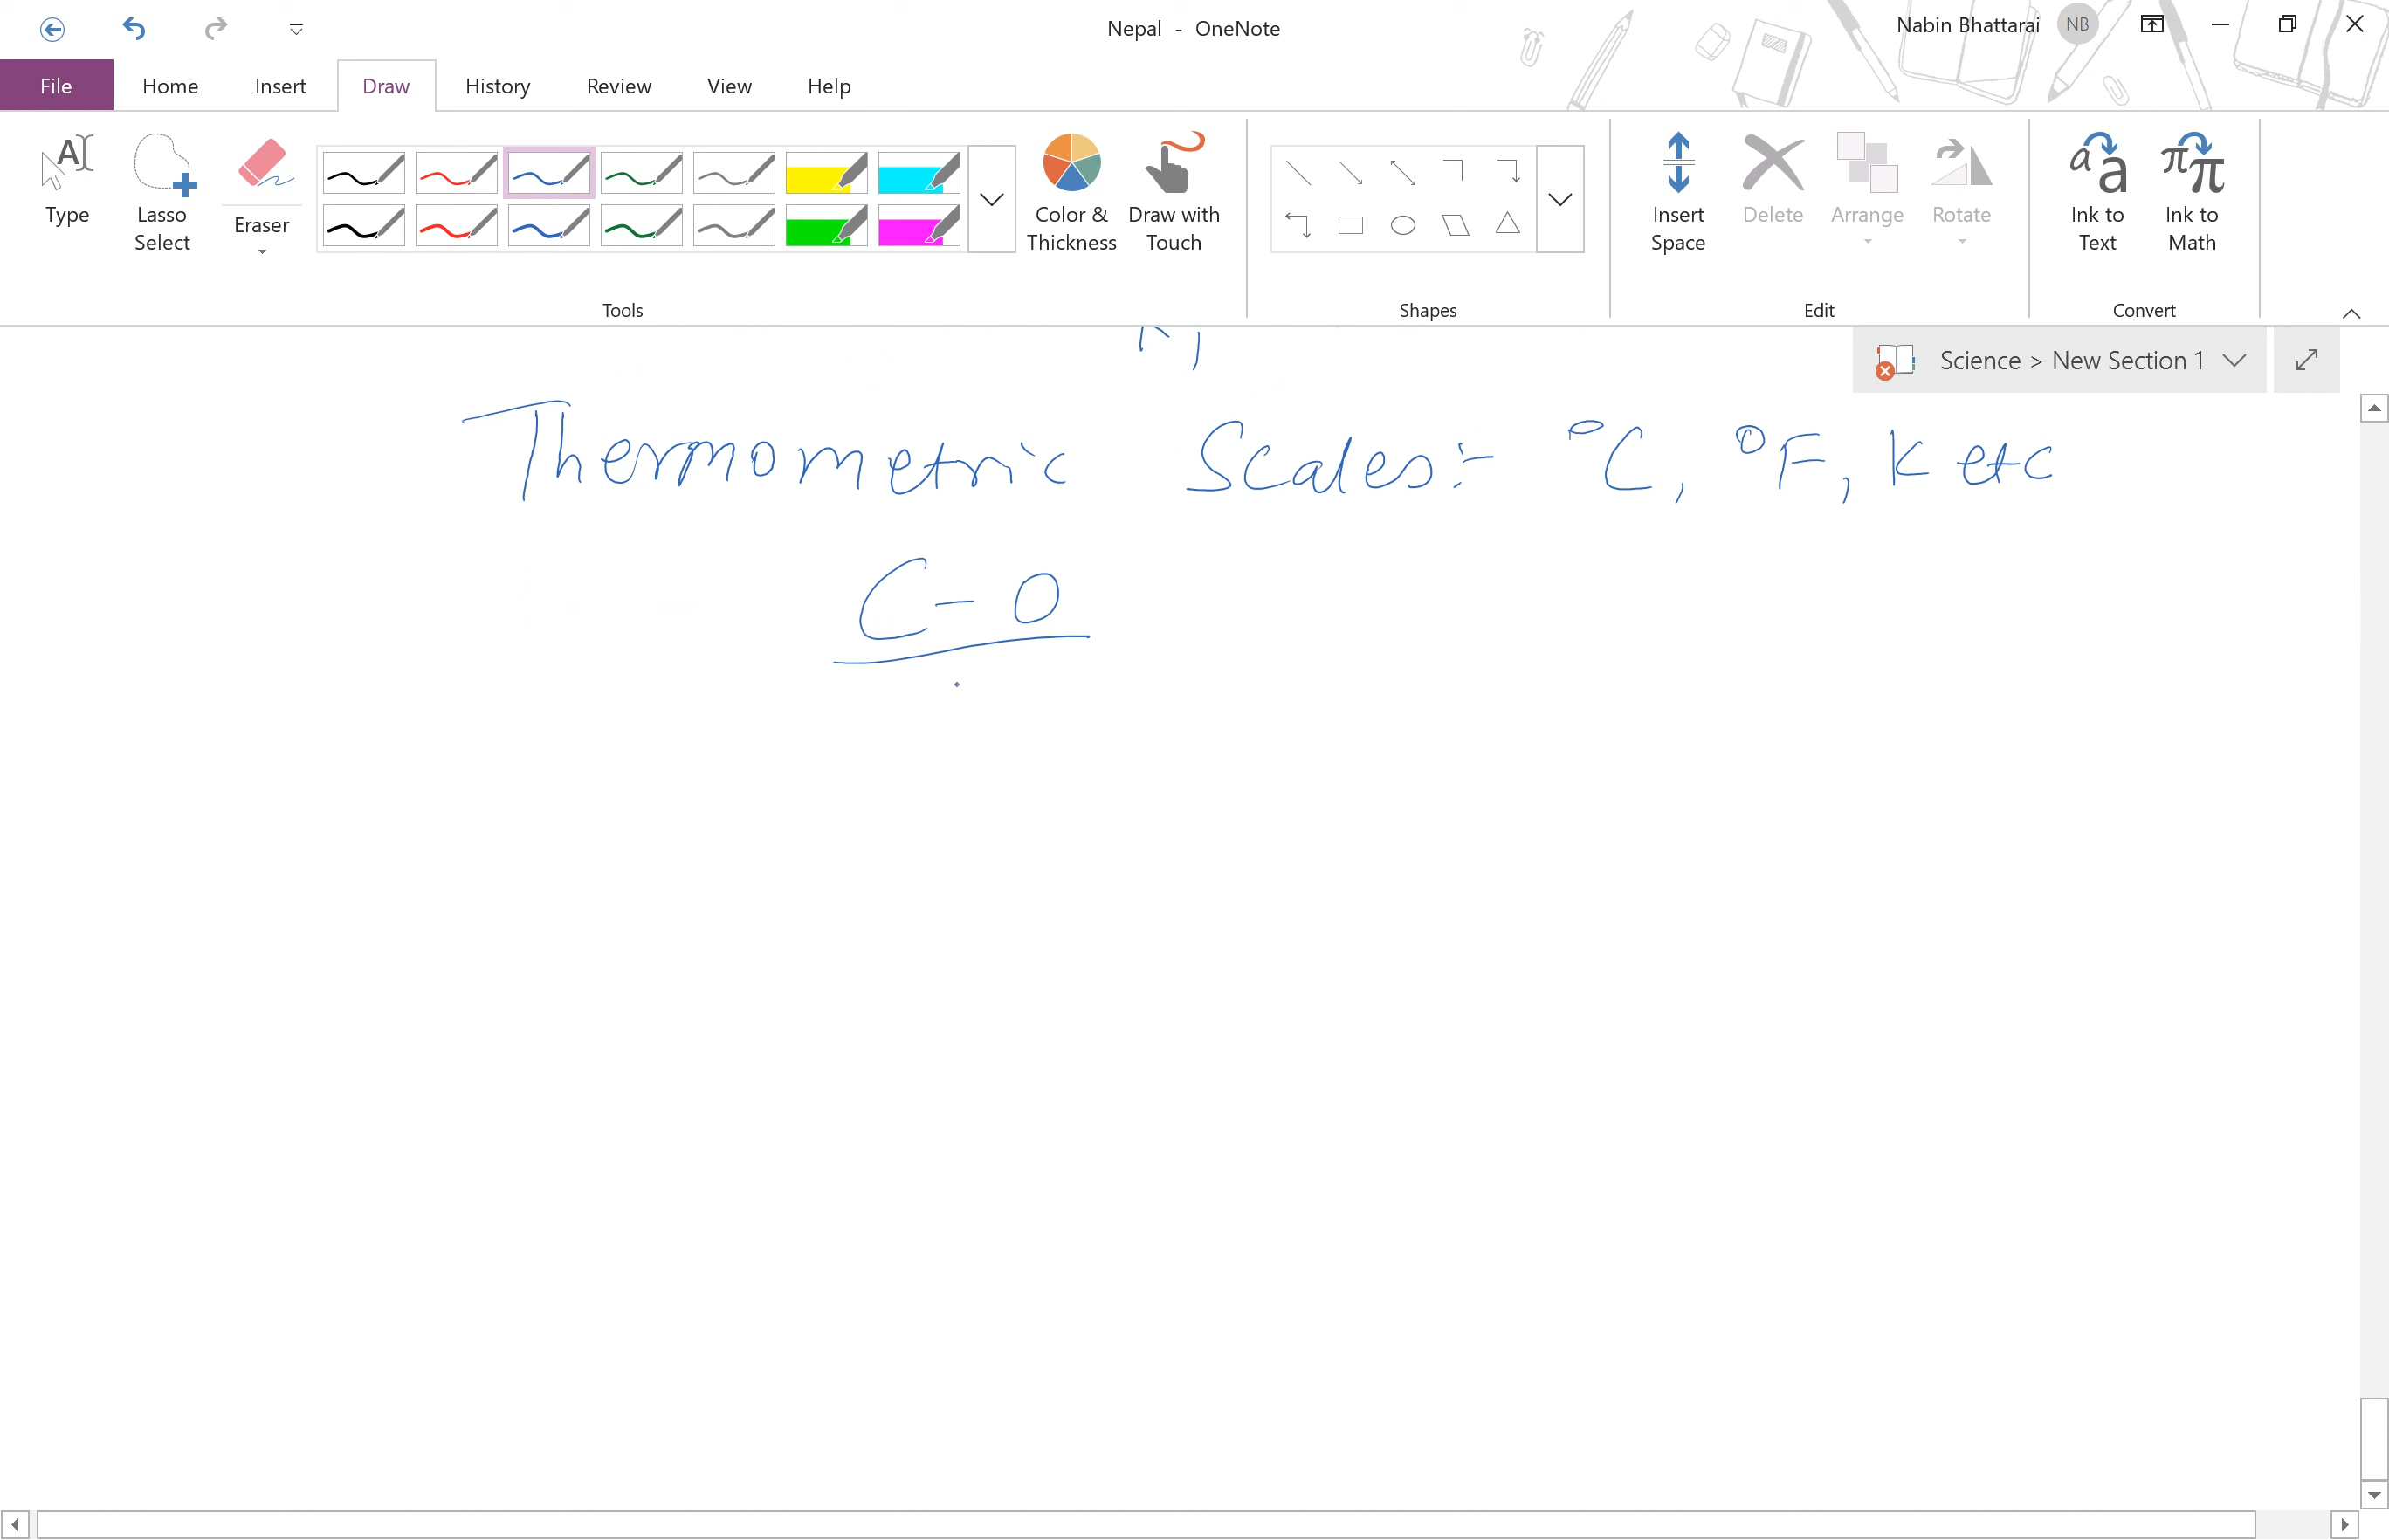 Nepal - OneNote
Nabin Bhattarai NB
File Home Insert Draw History Review View Help
Type
Lasso Select
Eraser
Color & Thickness
Draw with Touch
Insert Space
Delete
Arrange
Rotate
Ink to Text
Ink to Math
Tools
Shapes
Edit
Convert
Science > New Section 1
Thermometric Scales:- °C, °F, K etc
C - 0